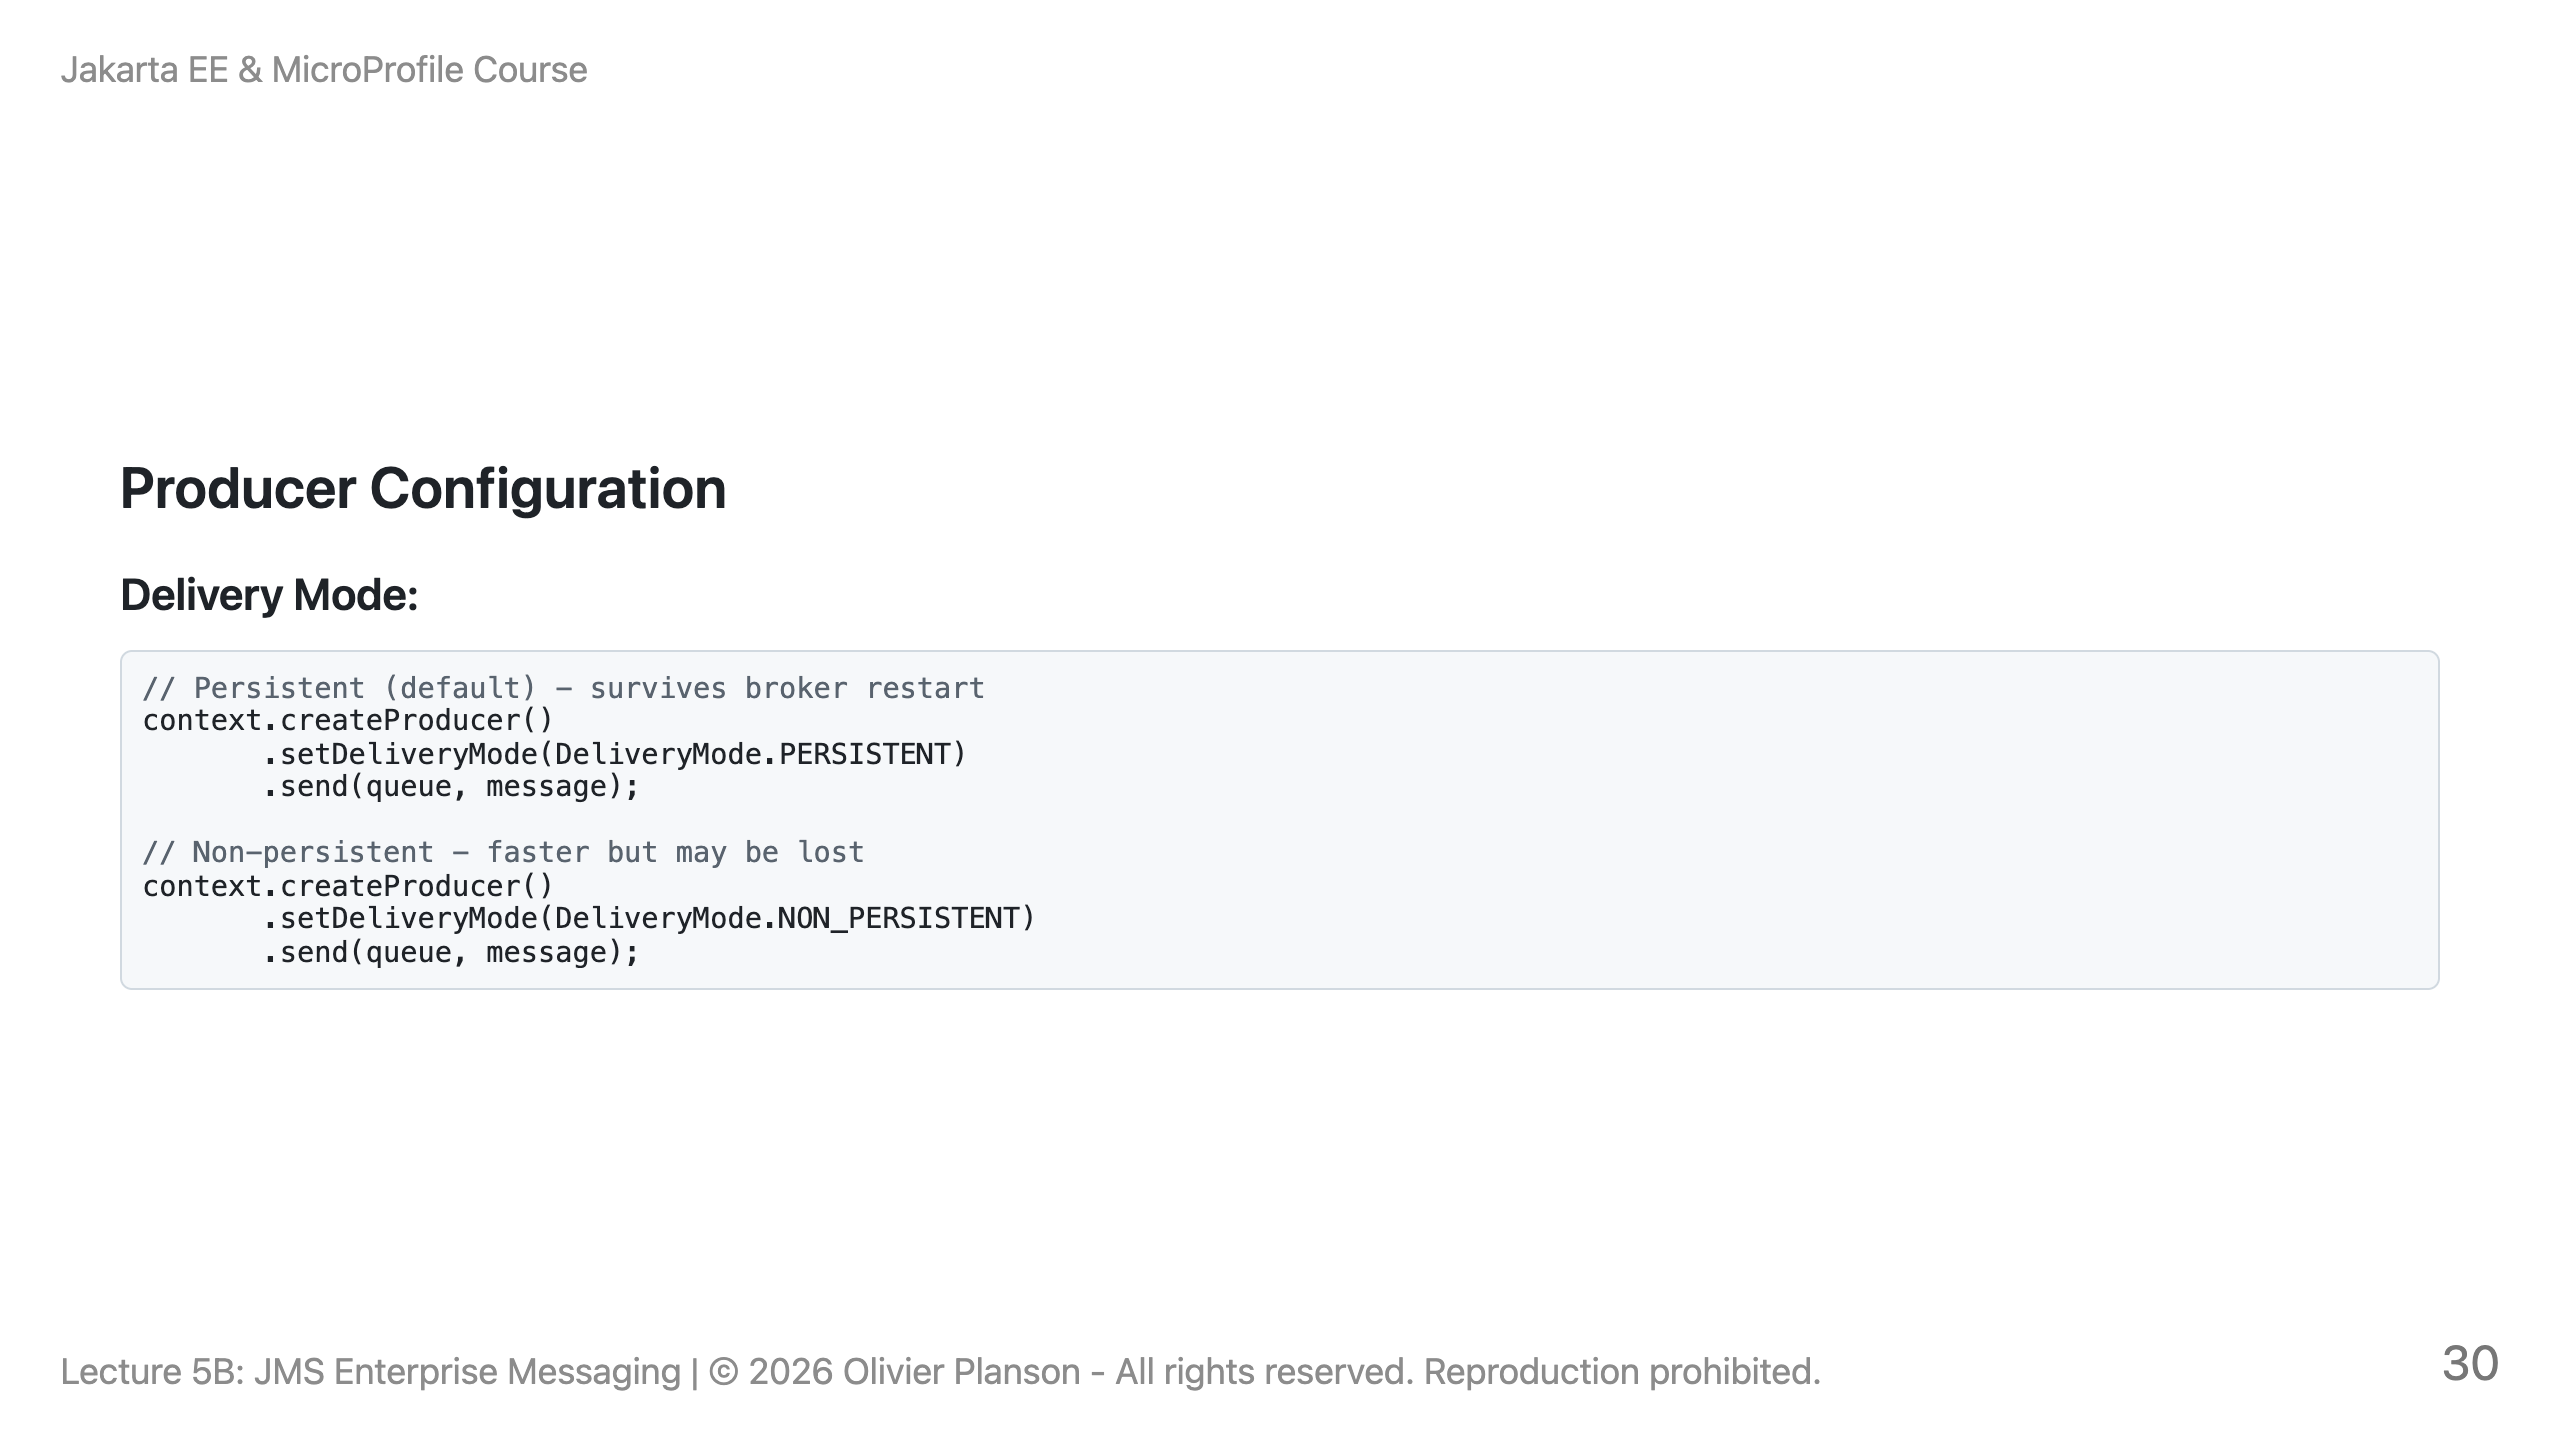 Jakarta EE & MicroProfile Course
Producer Configuration
Delivery Mode:
// Persistent (default) – survives broker restart
context.createProducer()
       .setDeliveryMode(DeliveryMode.PERSISTENT)
       .send(queue, message);
// Non-persistent – faster but may be lost
context.createProducer()
       .setDeliveryMode(DeliveryMode.NON_PERSISTENT)
       .send(queue, message);
Lecture 5B: JMS Enterprise Messaging | © 2026 Olivier Planson - All rights reserved. Reproduction prohibited.
30